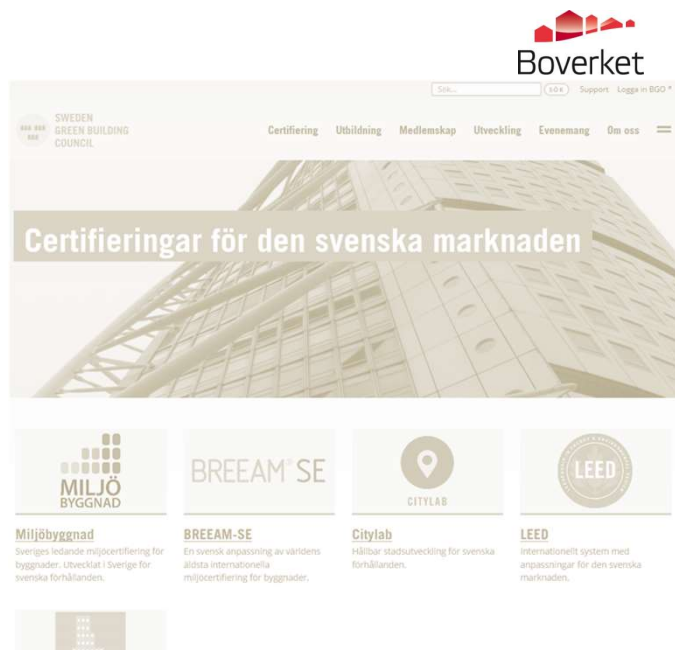 Boverket
Sök...
SÖK
Support
Logga in BGO
SWEDEN
GREEN BUILDING
COUNCIL
Certifiering
Utbildning
Medlemskap
Utveckling
Evenemang
Om oss
Certifieringar för den svenska marknaden
MILJÖ
BYGGNAD
Miljöbyggnad
Sveriges ledande miljöcertifiering för
byggnader. Utvecklat i Sverige för
svenska förhållanden.
BREEAM®SE
BREEAM-SE
En svensk anpassning av världens
äldsta internationella
miljöcertifiering för byggnader.
CITYLAB
Citylab
Hållbar stadsutveckling för svenska
förhållanden.
LEED
LEED
Internationellt system med
anpassningar för den svenska
marknaden.